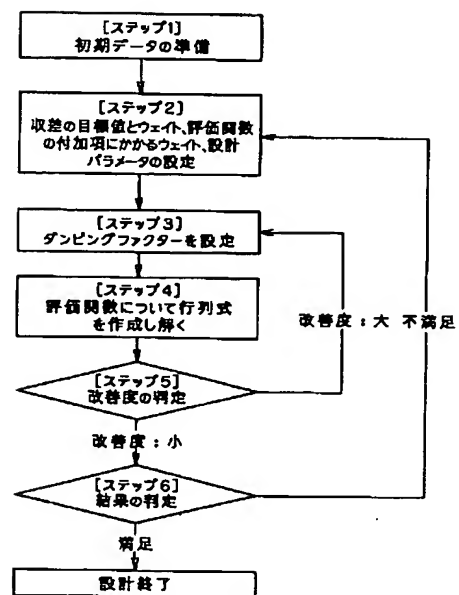 [ステップ1]
初期データの準備
[ステップ2]
収差の目標値とウェイト、評価関数
の付加項にかかるウェイト、設計
パラメータの設定
[ステップ3]
ダンピングファクターを設定
[ステップ4]
評価関数について行列式
を作成し解く
改善度:大 不満足
[ステップ5]
改善度の判定
改善度:小
[ステップ6]
結果の判定
満足
設計終了